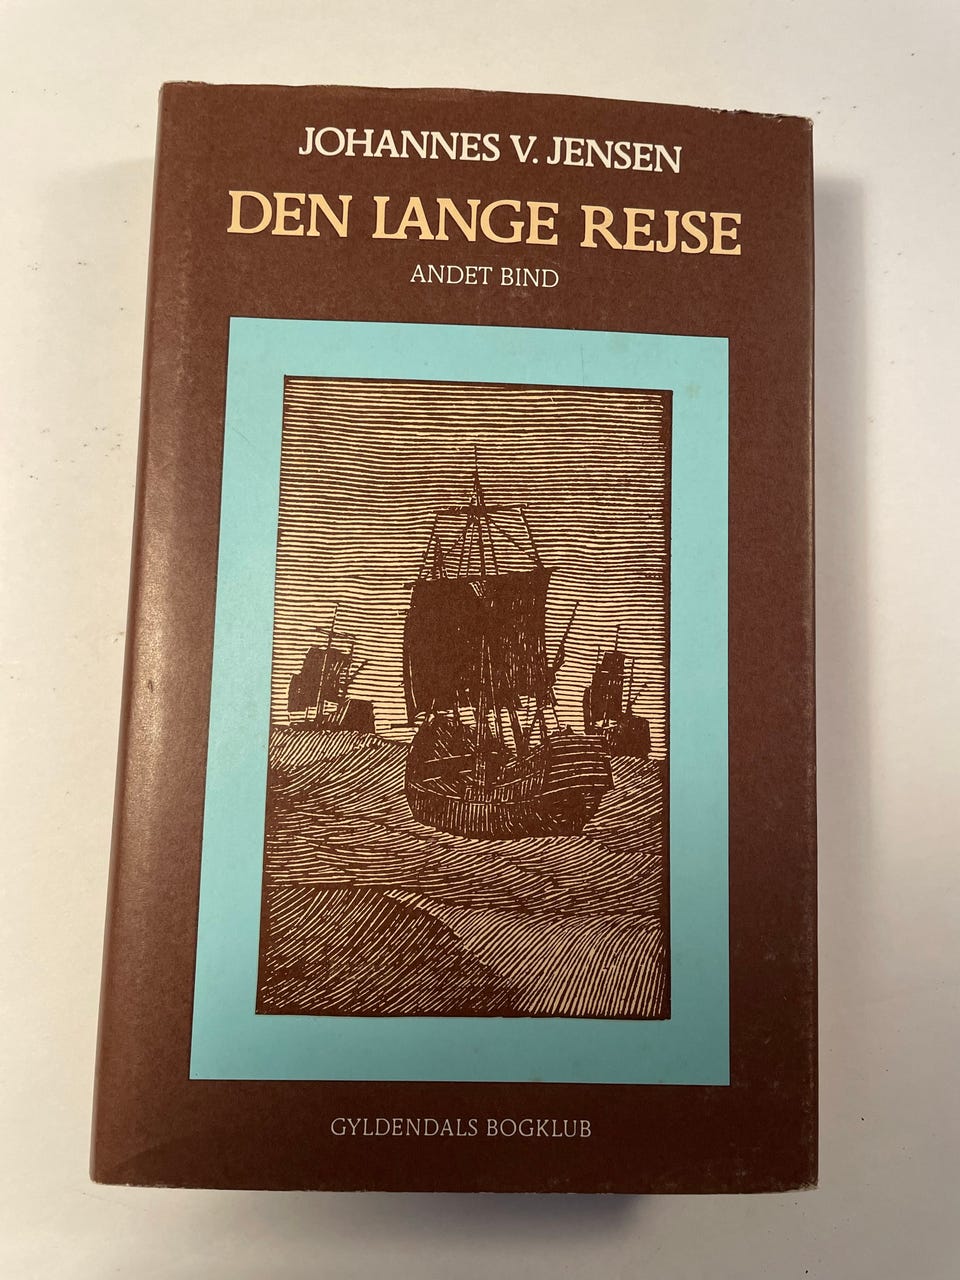 JOHANNES V. JENSEN
DEN LANGE REJSE
ANDET BIND
GYLDENDALS BOGKLUB